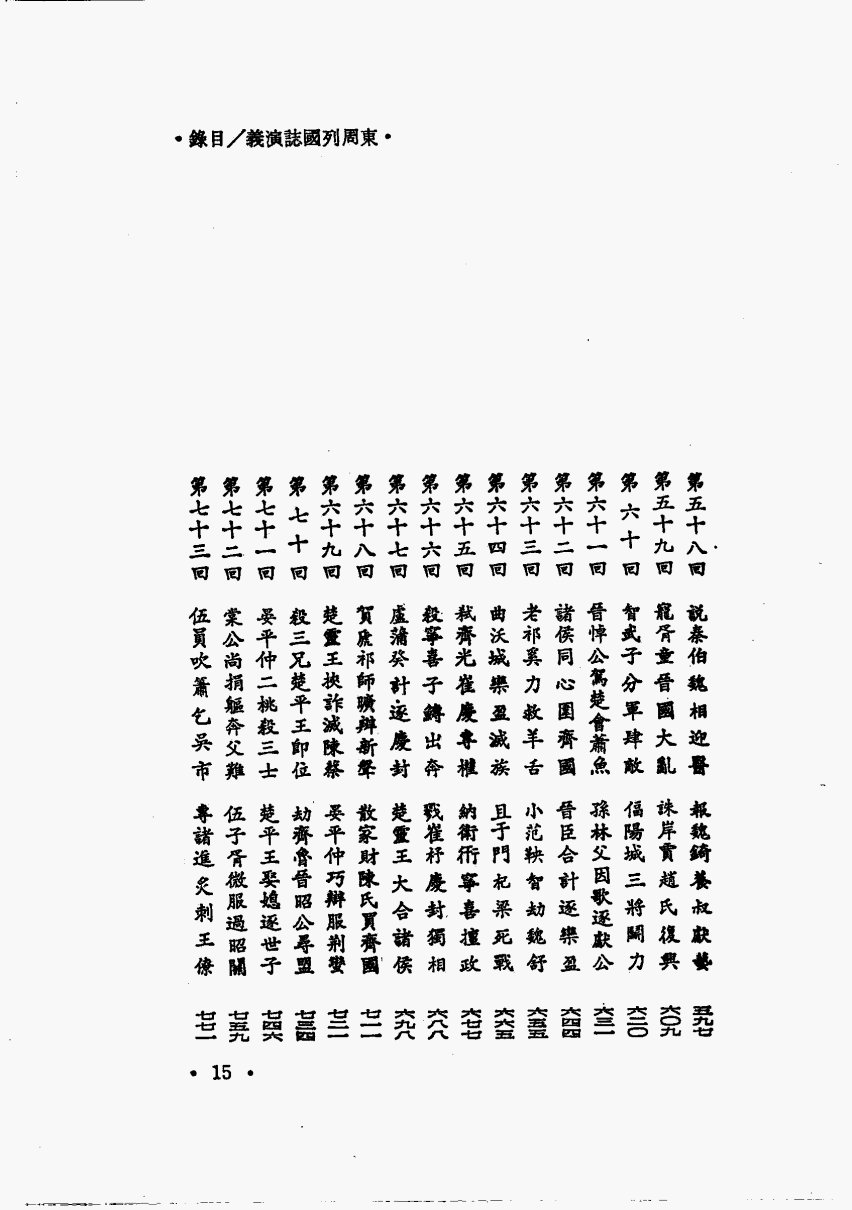 •錄目／義演誌國列周東•
第五十八回 說秦伯魏相迎醫 報魏錡養叔獻藝 五九七
第五十九回 寵胥童晉國大亂 誅岸賈趙氏復興 六〇九
第六十回 智武子分軍肆敵 偪陽城三將鬭力 六二〇
第六十一回 晉悼公駕楚會蕭魚 孫林父因歌逐獻公 六三一
第六十二回 諸侯同心圍齊國 晉臣合計逐欒盈 六四四
第六十三回 老祁奚力救羊舌 小范鞅智劫魏舒 六五五
第六十四回 曲沃城欒盈滅族 且于門杞梁死戰 六六五
第六十五回 弒齊光崔慶專權 納衛衎寧喜擅政 六七七
第六十六回 殺寧喜子鱄出奔 戮崔杼慶封獨相 六八八
第六十七回 盧蒲癸計逐慶封 楚靈王大合諸侯 六九八
第六十八回 賀虒祁師曠辯新聲 散家財陳氏買齊國 七一一
第六十九回 楚靈王挾詐滅陳蔡 晏平仲巧辯服荆蠻 七二一
第七十回 殺三兄楚平王卽位 劫齊魯晉昭公尋盟 七三四
第七十一回 晏平仲二桃殺三士 楚平王娶媳逐世子 七四六
第七十二回 棠公尚捐軀奔父難 伍子胥微服過昭關 七五九
第七十三回 伍員吹簫乞吳市 專諸進炙刺王僚 七七一
• 15 •